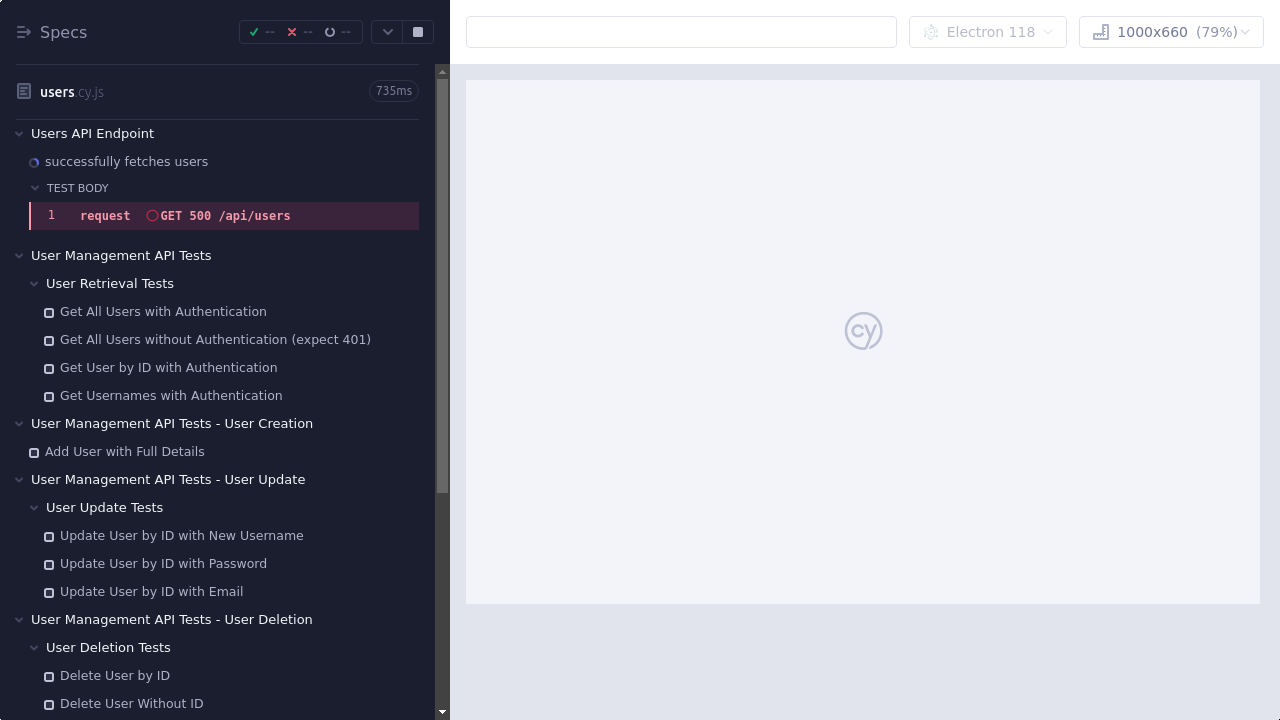 Specs
-- -- --
Electron 118
1000x660 (79%)
users.cy.js
735ms
Users API Endpoint
successfully fetches users
TEST BODY
1 request GET 500 /api/users
User Management API Tests
User Retrieval Tests
Get All Users with Authentication
Get All Users without Authentication (expect 401)
Get User by ID with Authentication
Get Usernames with Authentication
User Management API Tests - User Creation
Add User with Full Details
User Management API Tests - User Update
User Update Tests
Update User by ID with New Username
Update User by ID with Password
Update User by ID with Email
User Management API Tests - User Deletion
User Deletion Tests
Delete User by ID
Delete User Without ID
cy